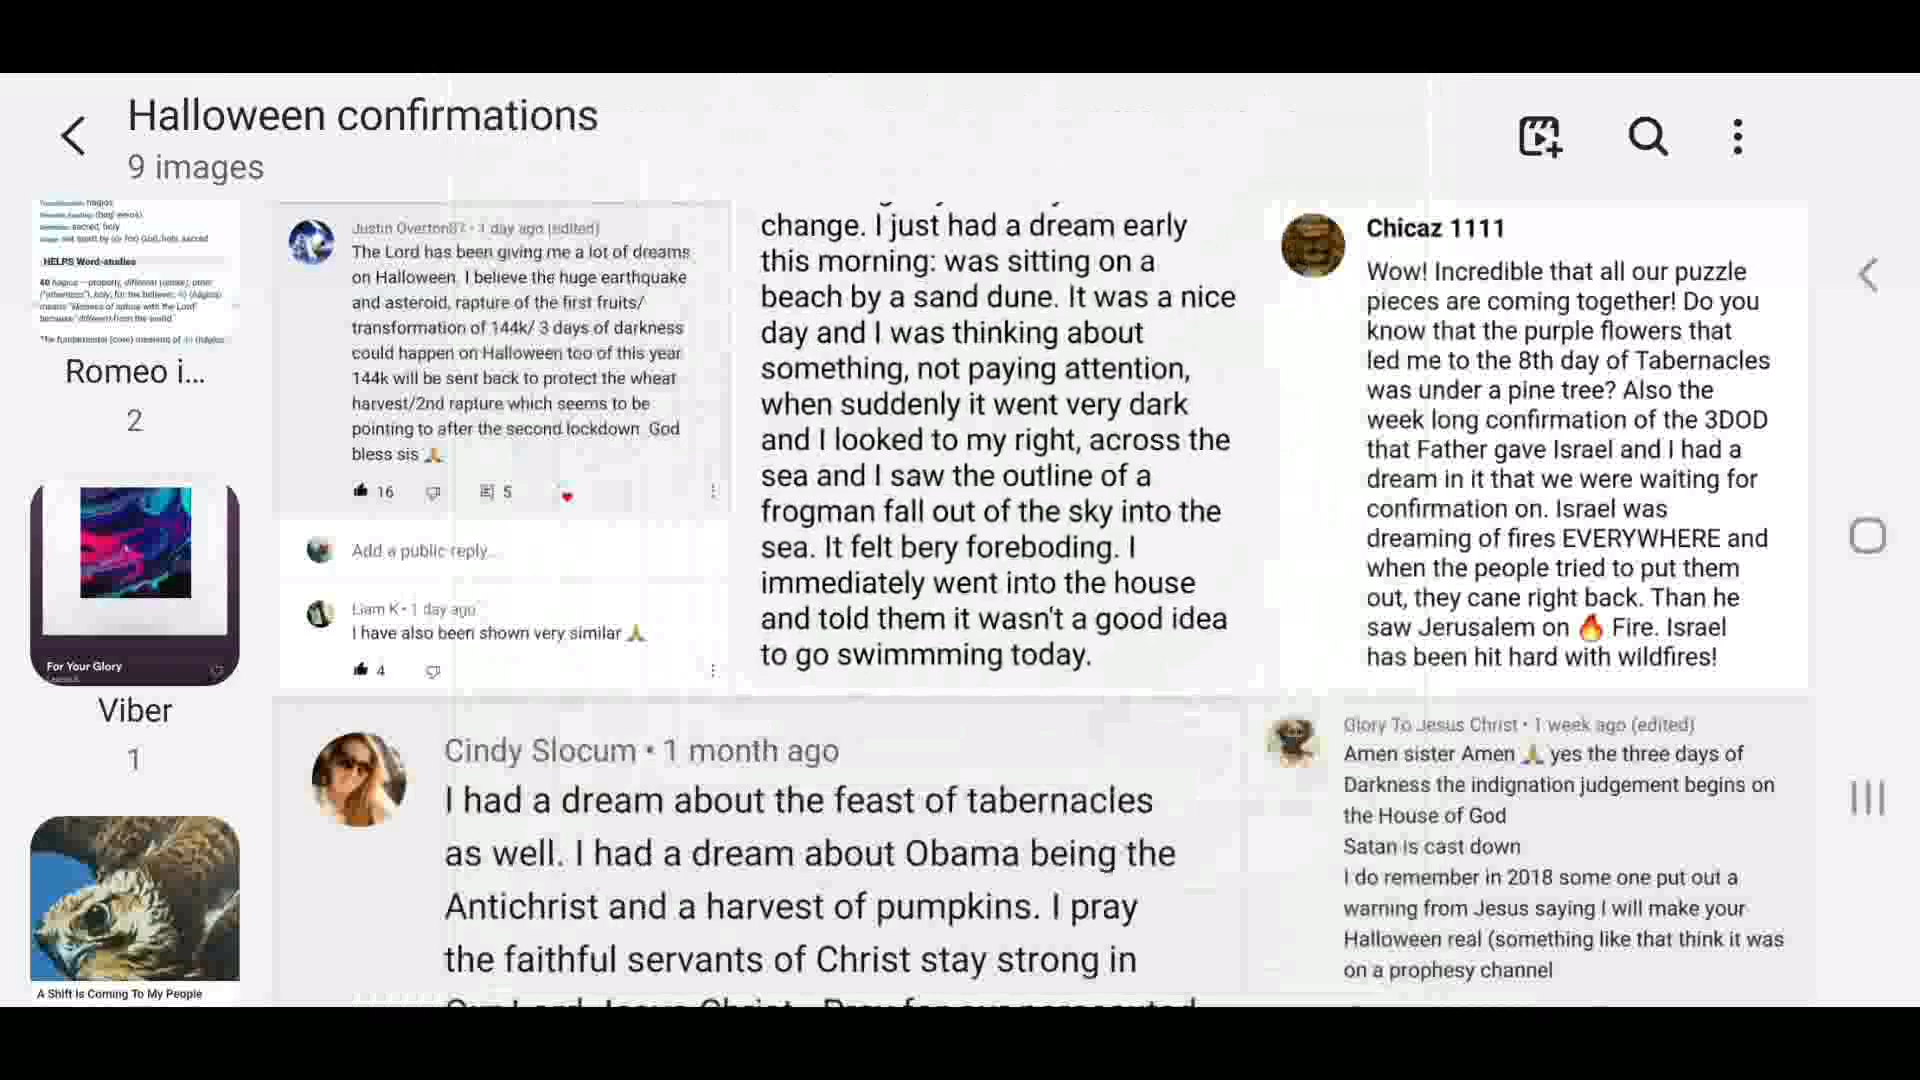 Halloween confirmations
9 images
sacred, holy
HELPS Word-studies
Romeo i...
2
For Your Glory
Viber
1
A Shift Is Coming To My People
Justin Overton87 • 1 day ago (edited)
The Lord has been giving me a lot of dreams
on Halloween. I believe the huge earthquake
and asteroid, rapture of the first fruits/
transformation of 144k/ 3 days of darkness
could happen on Halloween too of this year
144k will be sent back to protect the wheat
harvest/2nd rapture which seems to be
pointing to after the second lockdown God
bless sis 🙏
16
5
Add a public reply...
Liam K • 1 day ago
I have also been shown very similar 🙏
4
change. I just had a dream early
this morning: was sitting on a
beach by a sand dune. It was a nice
day and I was thinking about
something, not paying attention,
when suddenly it went very dark
and I looked to my right, across the
sea and I saw the outline of a
frogman fall out of the sky into the
sea. It felt bery foreboding. I
immediately went into the house
and told them it wasn't a good idea
to go swimmming today.
Chicaz 1111
Wow! Incredible that all our puzzle
pieces are coming together! Do you
know that the purple flowers that
led me to the 8th day of Tabernacles
was under a pine tree? Also the
week long confirmation of the 3DOD
that Father gave Israel and I had a
dream in it that we were waiting for
confirmation on. Israel was
dreaming of fires EVERYWHERE and
when the people tried to put them
out, they cane right back. Than he
saw Jerusalem on 🔥 Fire. Israel
has been hit hard with wildfires!
Cindy Slocum • 1 month ago
I had a dream about the feast of tabernacles
as well. I had a dream about Obama being the
Antichrist and a harvest of pumpkins. I pray
the faithful servants of Christ stay strong in
Glory To Jesus Christ • 1 week ago (edited)
Amen sister Amen 🙏 yes the three days of
Darkness the indignation judgement begins on
the House of God
Satan is cast down
I do remember in 2018 some one put out a
warning from Jesus saying I will make your
Halloween real (something like that think it was
on a prophesy channel